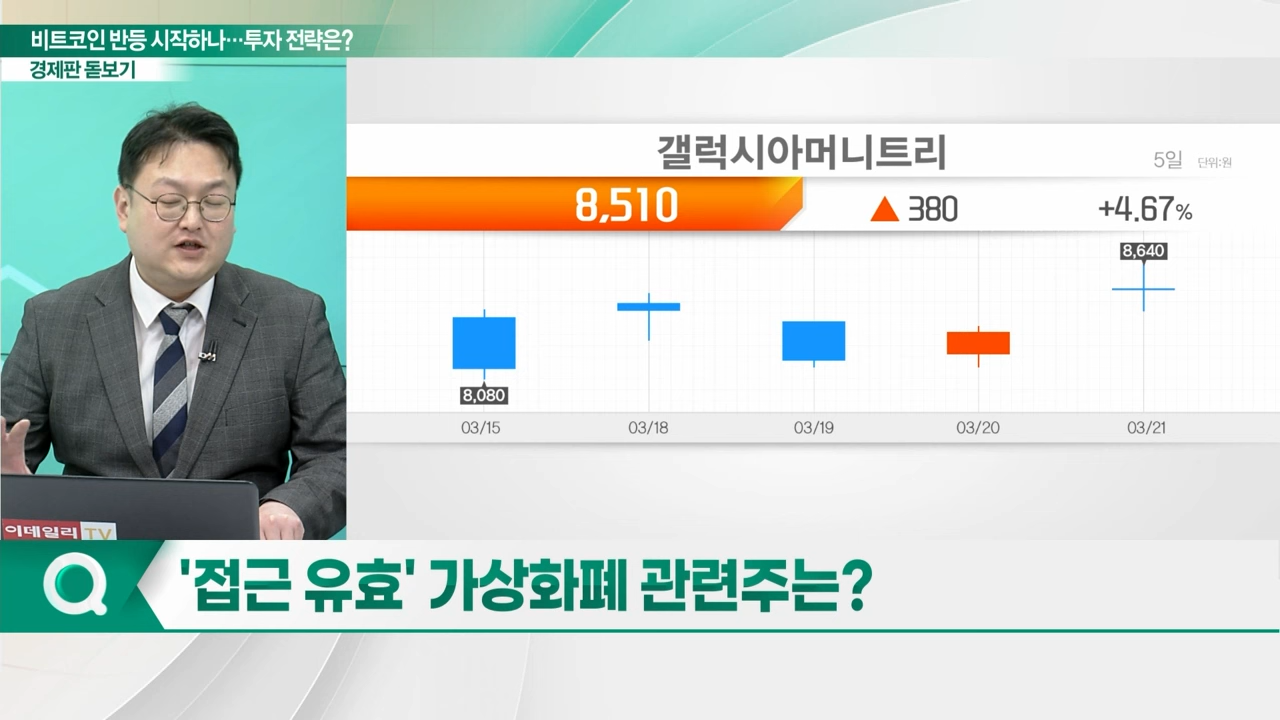 비트코인 반등 시작하나…투자 전략은?
경제판 돋보기
갤럭시아머니트리
5일 단위:원
8,510 ▲ 380 +4.67%
8,640
8,080
03/15 03/18 03/19 03/20 03/21
이데일리 TV
'접근 유효' 가상화폐 관련주는?